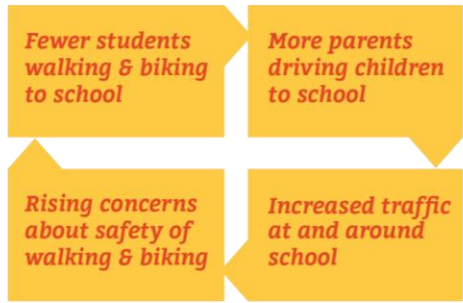 Fewer students
walking & biking
to school
More parents
driving children
to school
Increased traffic
at and around
school
Rising concerns
about safety of
walking & biking